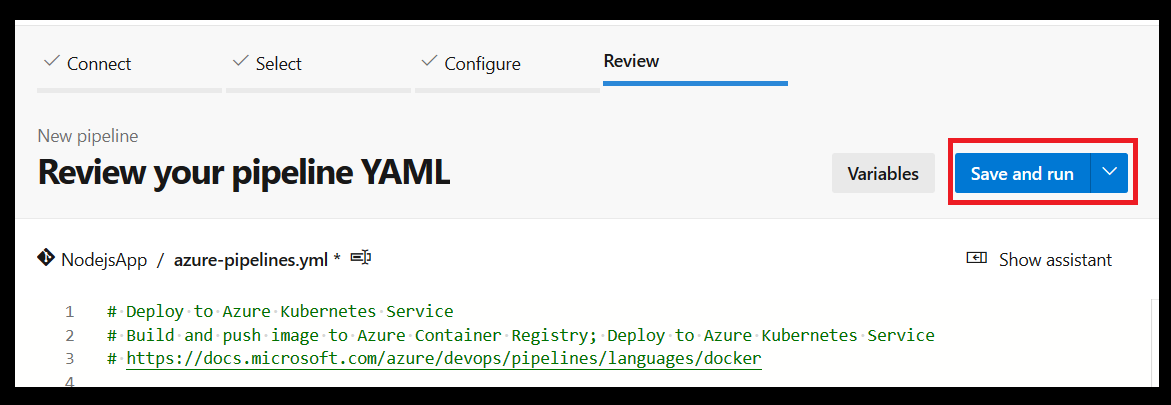 Connect
Select
Configure
Review
New pipeline
Review your pipeline YAML
Variables
Save and run
NodejsApp / azure-pipelines.yml *
Show assistant
1 # Deploy to Azure Kubernetes Service
2 # Build and push image to Azure Container Registry; Deploy to Azure Kubernetes Service
3 # https://docs.microsoft.com/azure/devops/pipelines/languages/docker
4